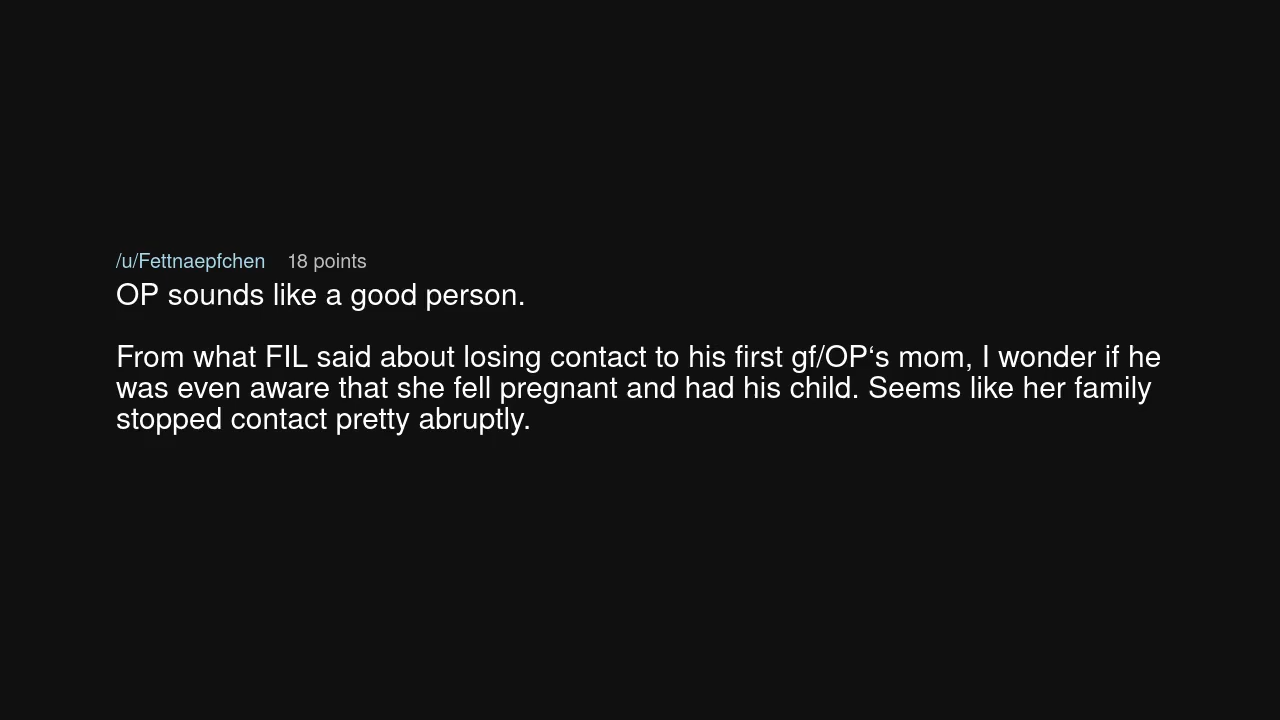 /u/Fettnaepfchen 18 points
OP sounds like a good person.
From what FIL said about losing contact to his first gf/OP‘s mom, I wonder if he
was even aware that she fell pregnant and had his child. Seems like her family
stopped contact pretty abruptly.